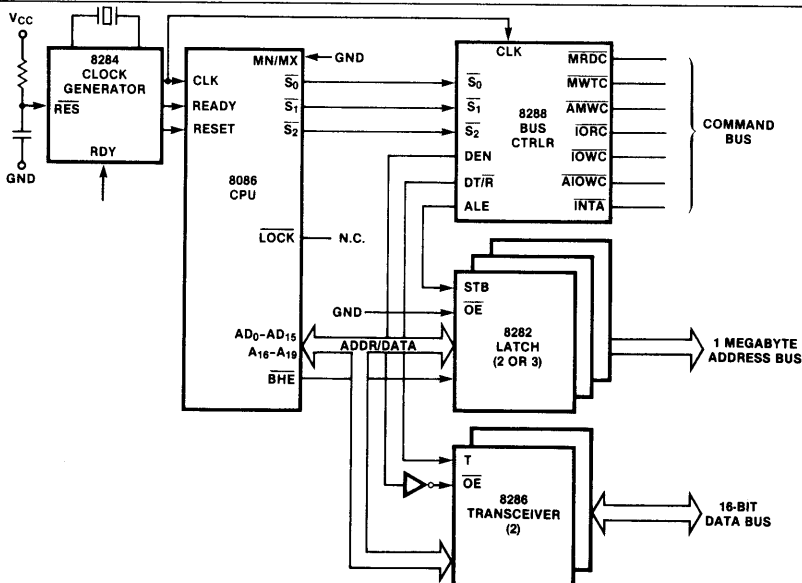 VCC
8284
CLOCK
GENERATOR
RES
RDY
GND
MN/MX
GND
CLK
READY
RESET
S0
S1
S2
8086
CPU
LOCK
N.C.
AD0-AD15
A16-A19
BHE
ADDR/DATA
CLK
S0
S1
S2
DEN
DT/R
ALE
8288
BUS
CTRLR
MRDC
MWTC
AMWC
IORC
IOWC
AIOWC
INTA
COMMAND
BUS
STB
GND
OE
8282
LATCH
(2 OR 3)
1 MEGABYTE
ADDRESS BUS
T
OE
8286
TRANSCEIVER
(2)
16-BIT
DATA BUS